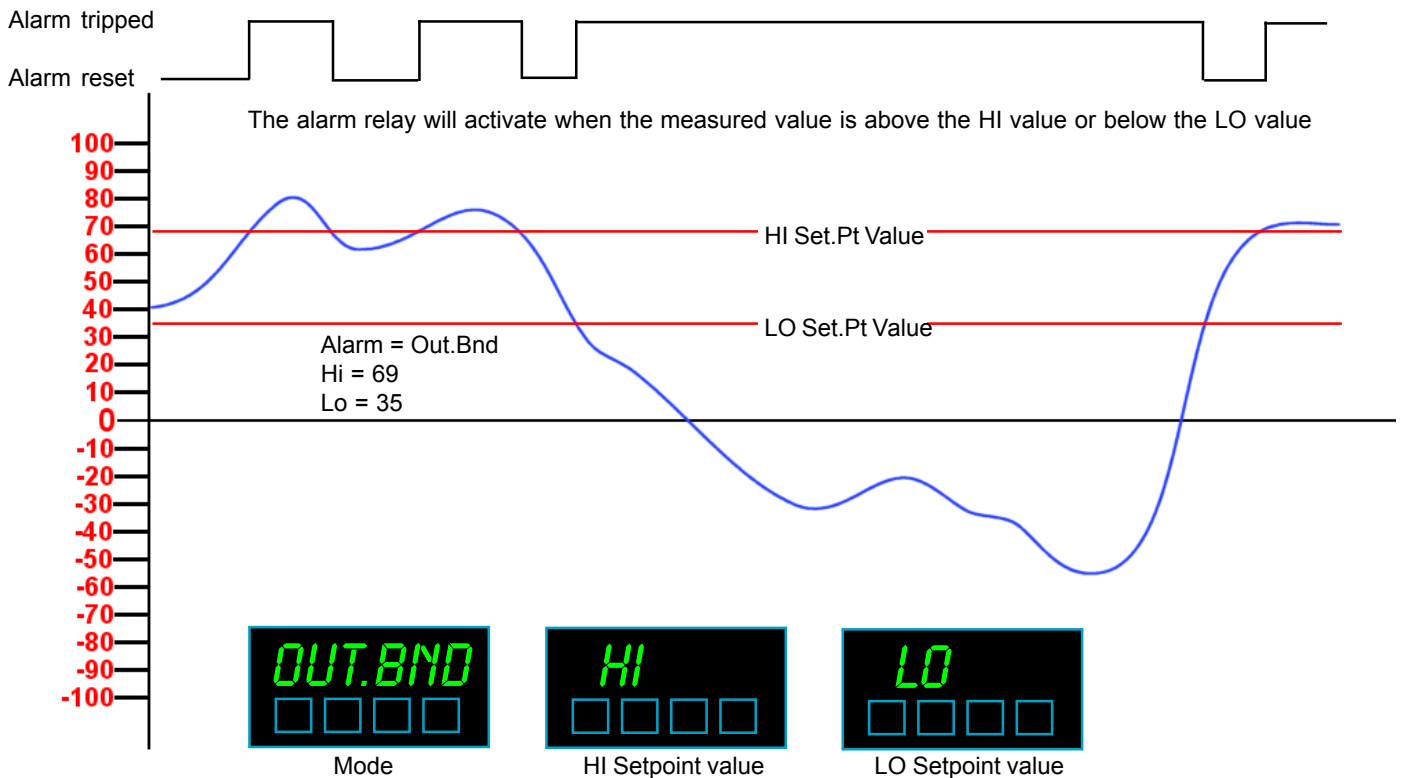 Alarm tripped
Alarm reset
The alarm relay will activate when the measured value is above the HI value or below the LO value
100
90
80
70
60
50
40
30
20
10
0
-10
-20
-30
-40
-50
-60
-70
-80
-90
-100
HI Set.Pt Value
LO Set.Pt Value
Alarm = Out.Bnd
Hi = 69
Lo = 35
OUT.BND
HI
LO
Mode
HI Setpoint value
LO Setpoint value